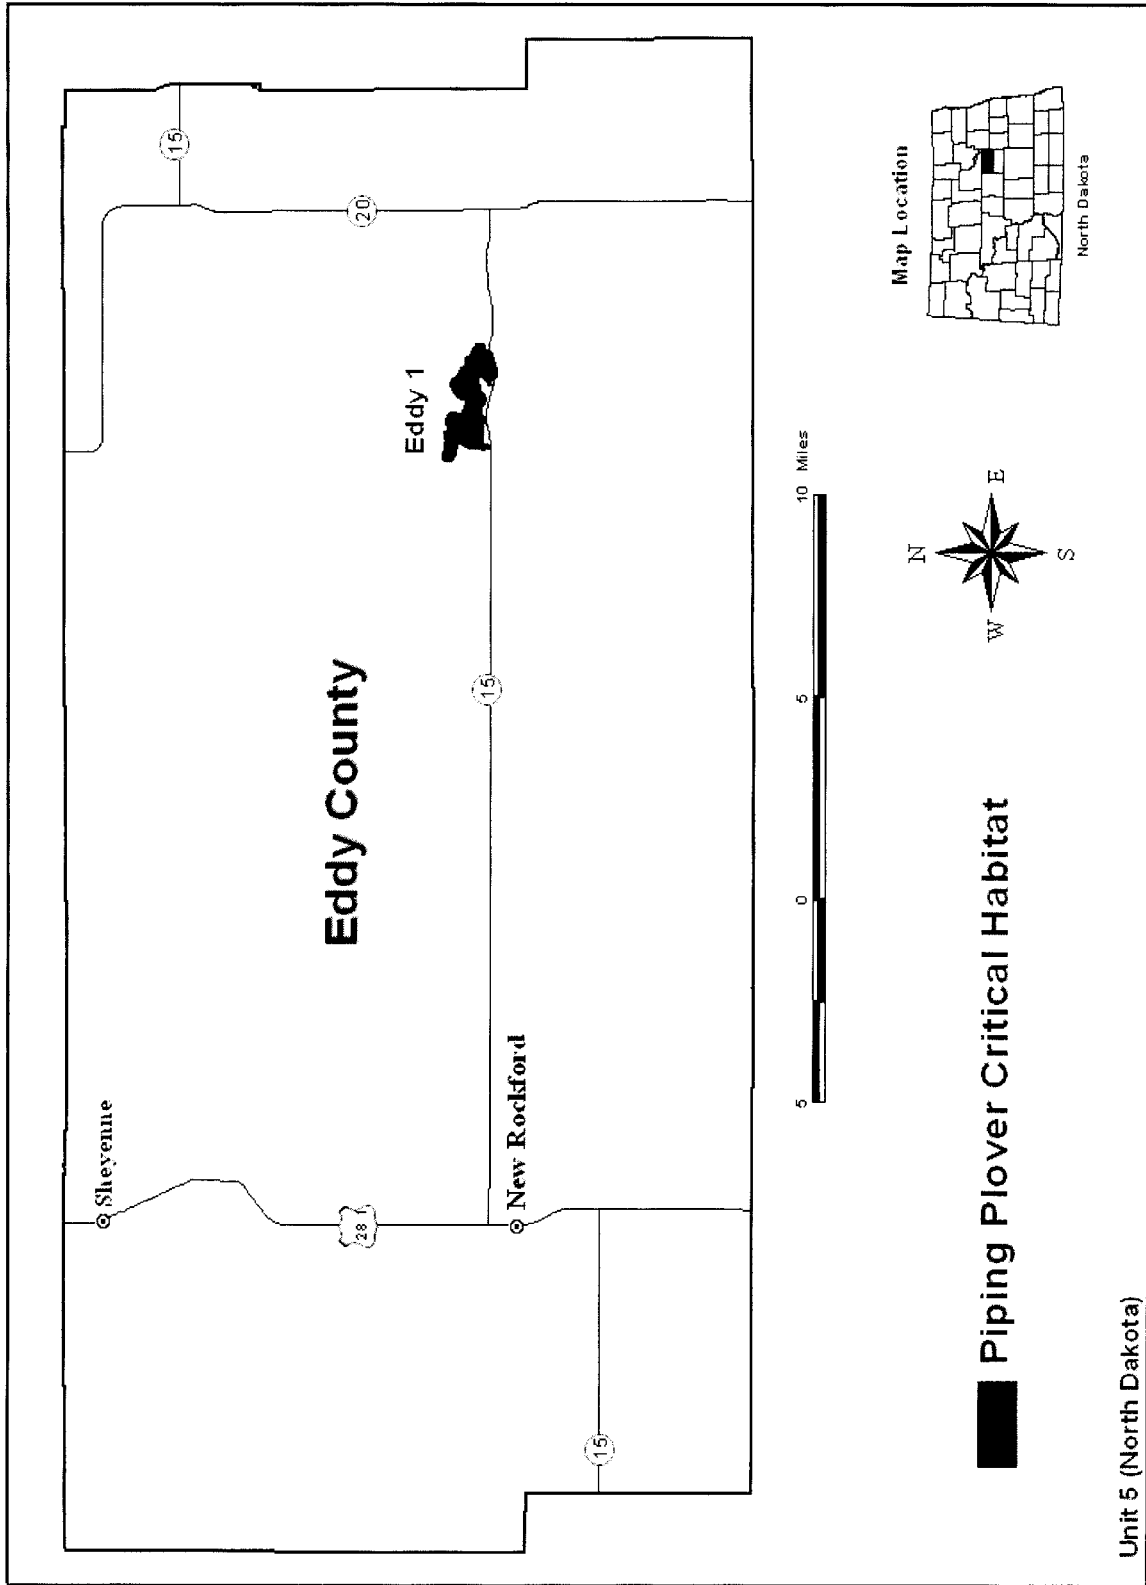 Sheyenne
15
20
281
Eddy County
Eddy 1
15
New Rockford
15
5 0 5 10 Miles
Map Location
North Dakota
N
W E
S
Piping Plover Critical Habitat
Unit 5 (North Dakota)